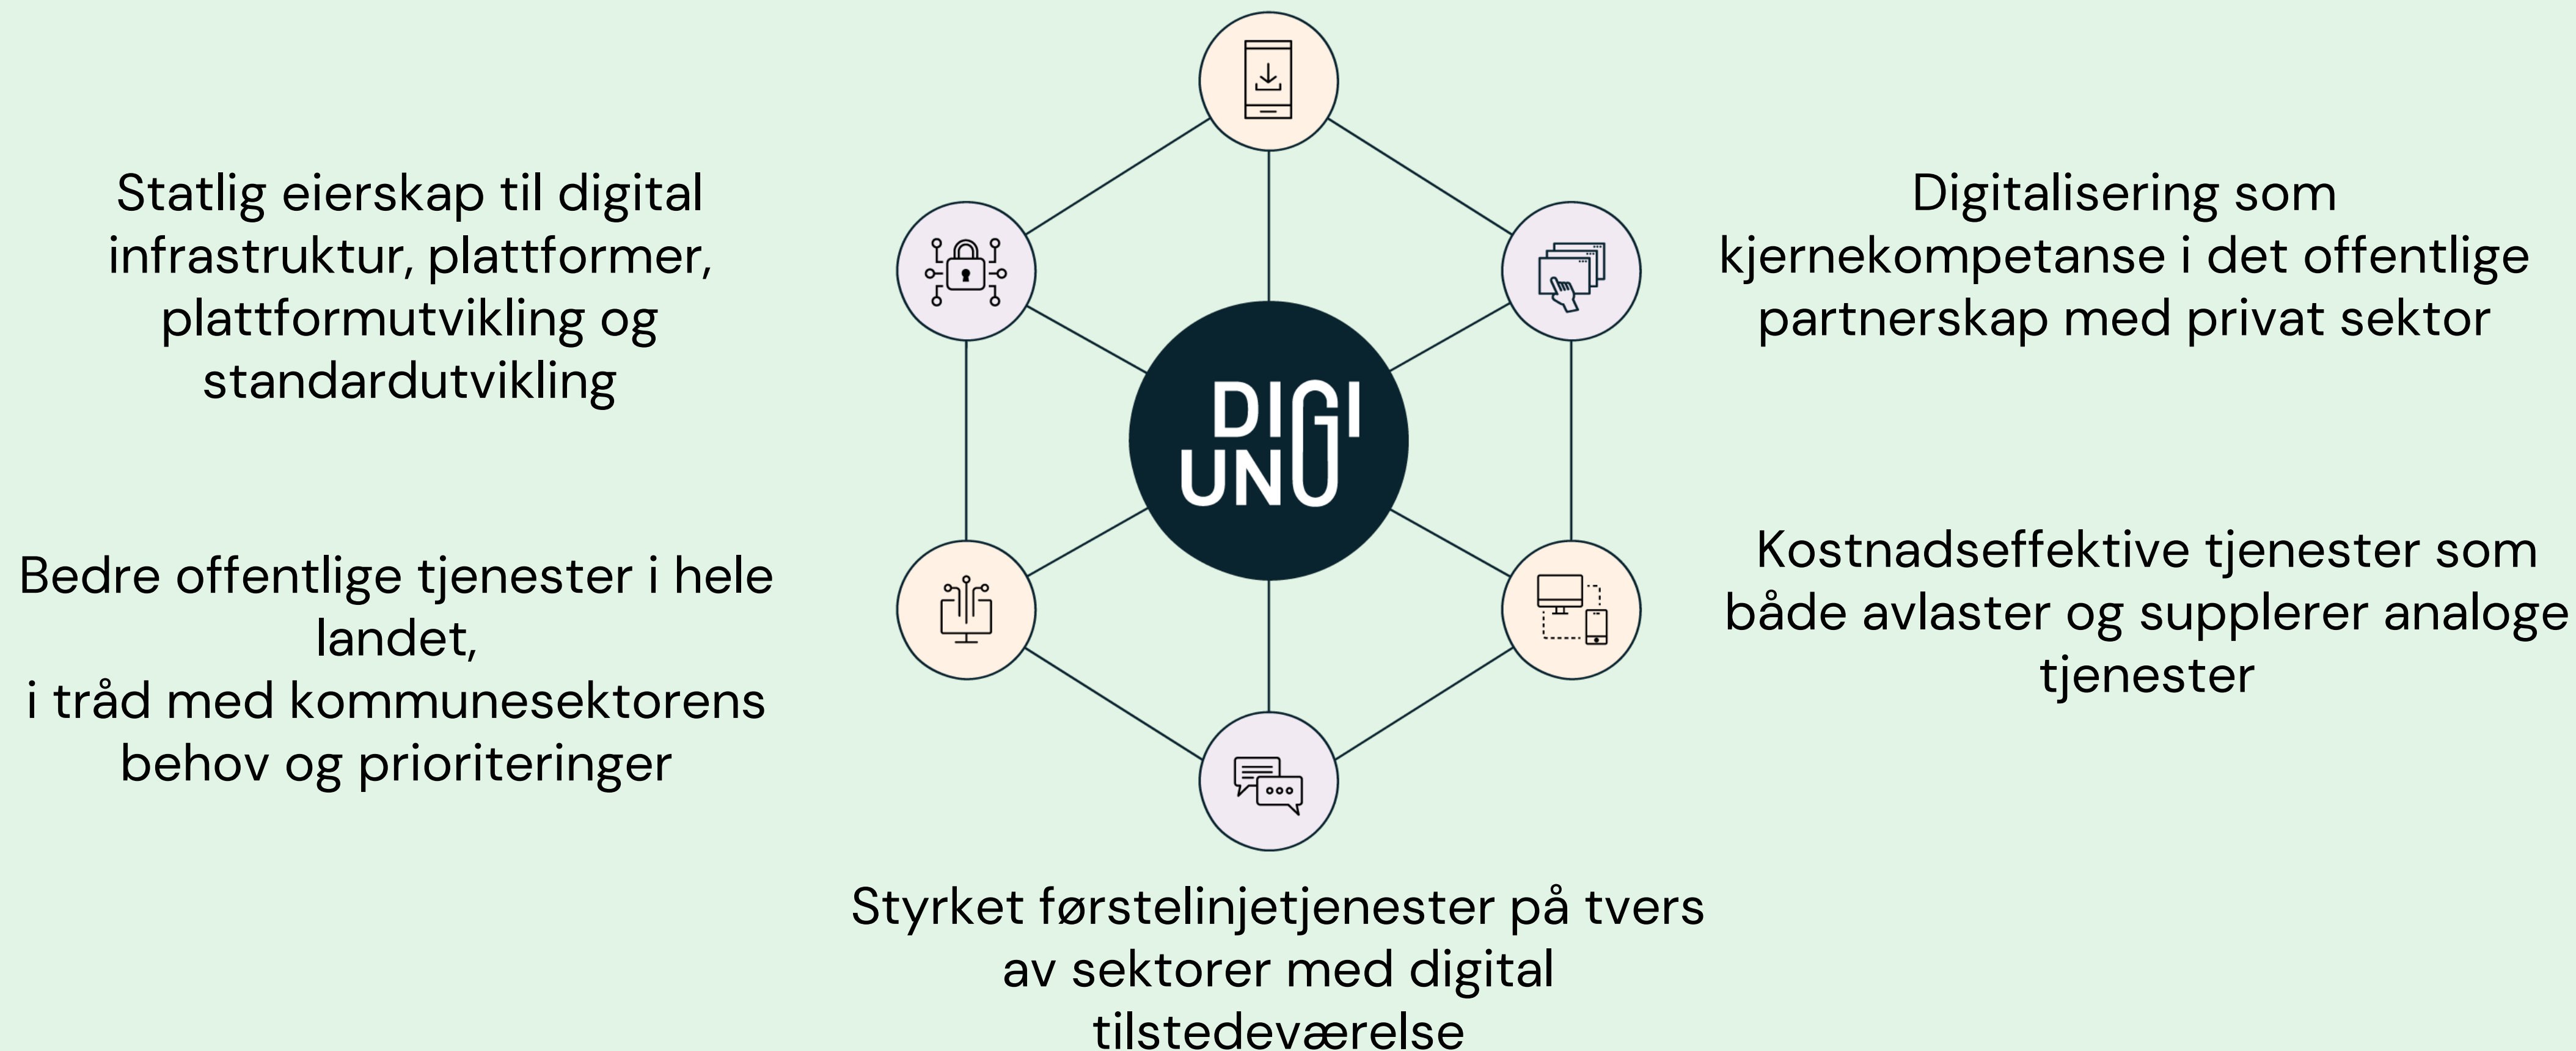 Statlig eierskap til digital
infrastruktur, plattformer,
plattformutvikling og
standardutvikling
Digitalisering som
kjernekompetanse i det offentlige
partnerskap med privat sektor
DIGI
UNG
Bedre offentlige tjenester i hele
landet,
i tråd med kommunesektorens
behov og prioriteringer
Kostnadseffektive tjenester som
både avlaster og supplerer analoge
tjenester
Styrket førstelinjetjenester på tvers
av sektorer med digital
tilstedeværelse